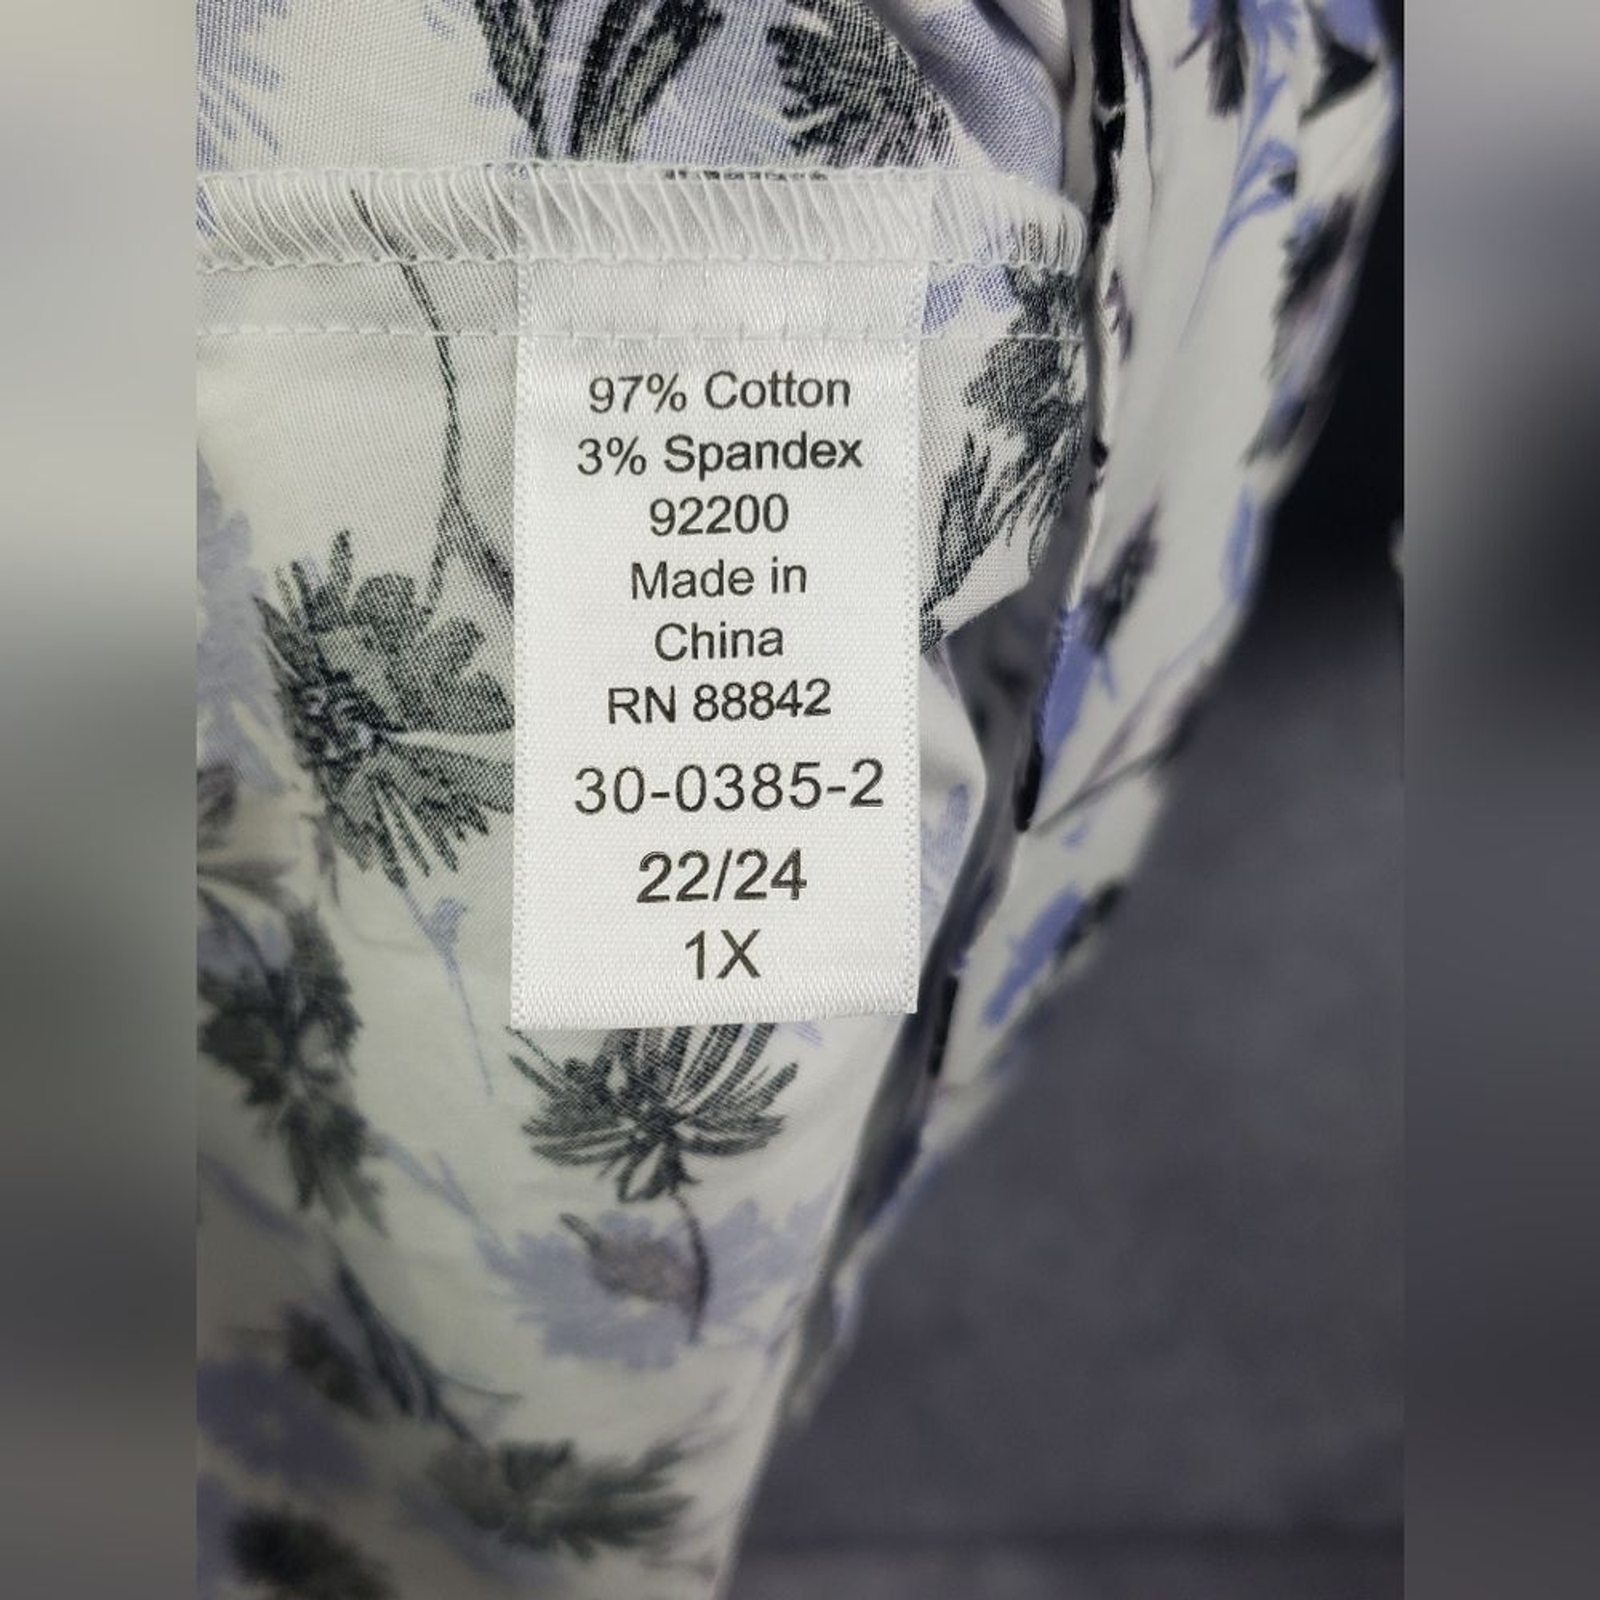 97% Cotton
3% Spandex
92200
Made in
China
RN 88842
30-0385-2
22/24
1X